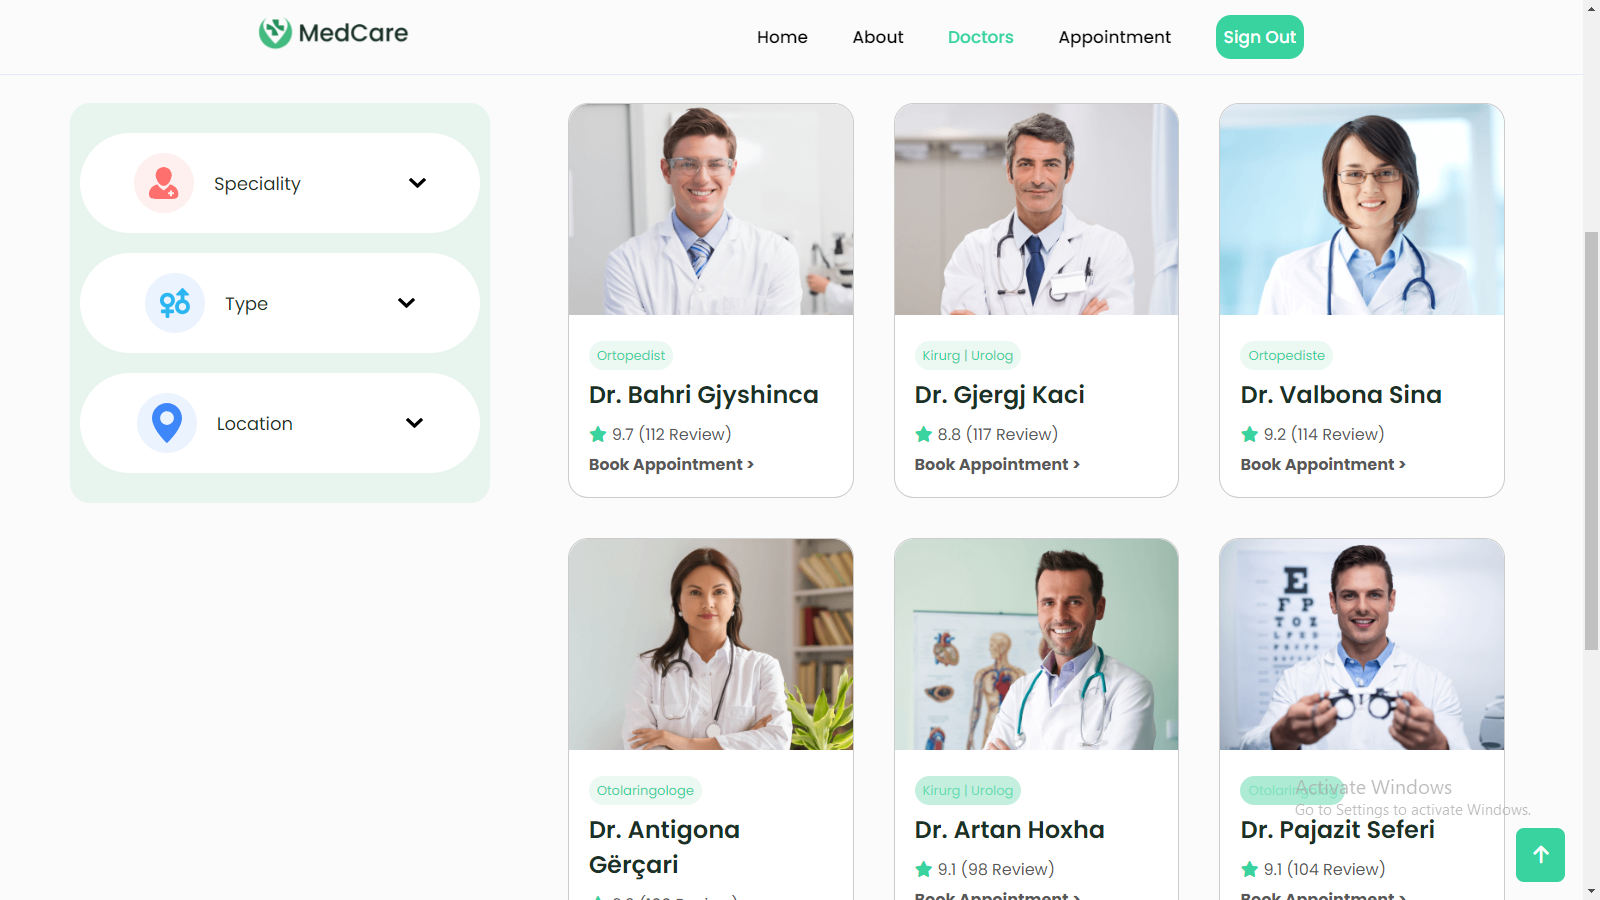 MedCare
Home
About
Doctors
Appointment
Sign Out
Speciality
Type
Location
Ortopedist
Dr. Bahri Gjyshinca
9.7 (112 Review)
Book Appointment >
Kirurg | Urolog
Dr. Gjergj Kaci
8.8 (117 Review)
Book Appointment >
Ortopediste
Dr. Valbona Sina
9.2 (114 Review)
Book Appointment >
Otolaringologe
Dr. Antigona
Gërçari
Kirurg | Urolog
Dr. Artan Hoxha
9.1 (98 Review)
Book Appointment >
E
F P
T O Z
L P E D
Dr. Pajazit Seferi
9.1 (104 Review)
Book Appointment >
Activate Windows
Go to Settings to activate Windows.